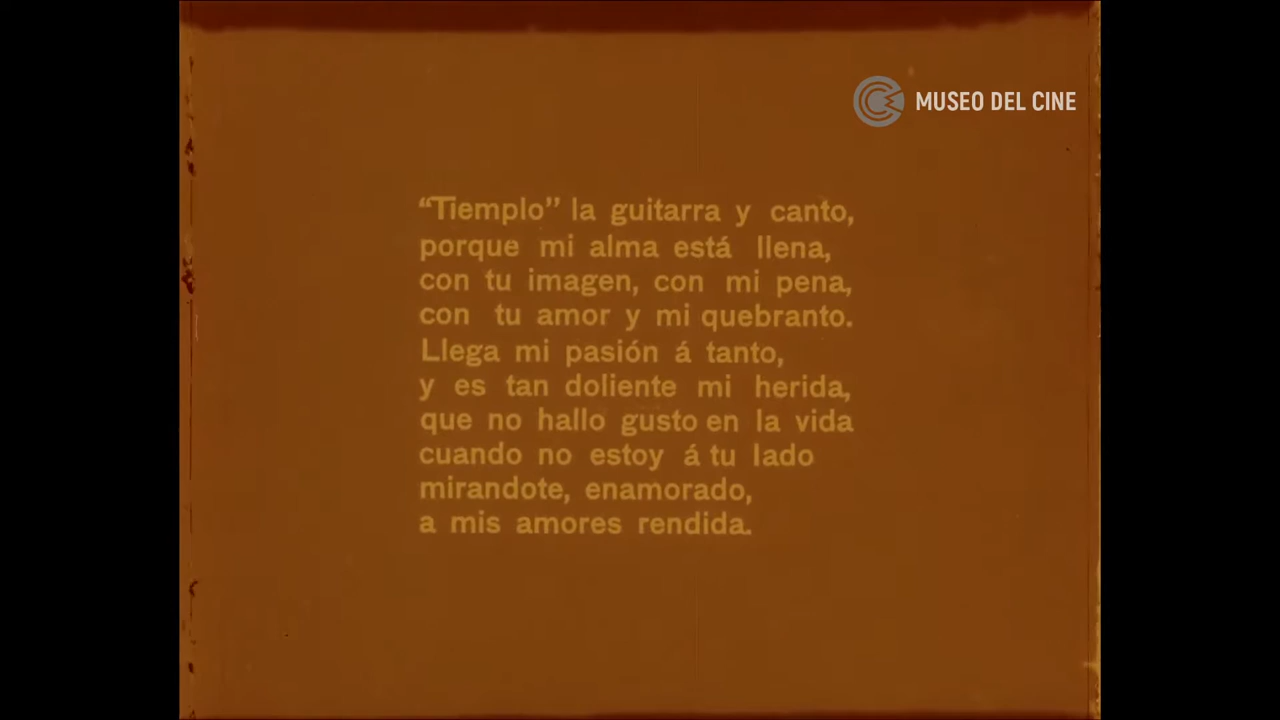 MUSEO DEL CINE
“Tiemplo” la guitarra y canto,
porque mi alma está llena,
con tu imagen, con mi pena,
con tu amor y mi quebranto.
Llega mi pasión á tanto,
y es tan doliente mi herida,
que no hallo gusto en la vida
cuando no estoy á tu lado
mirandote, enamorado,
a mis amores rendida.